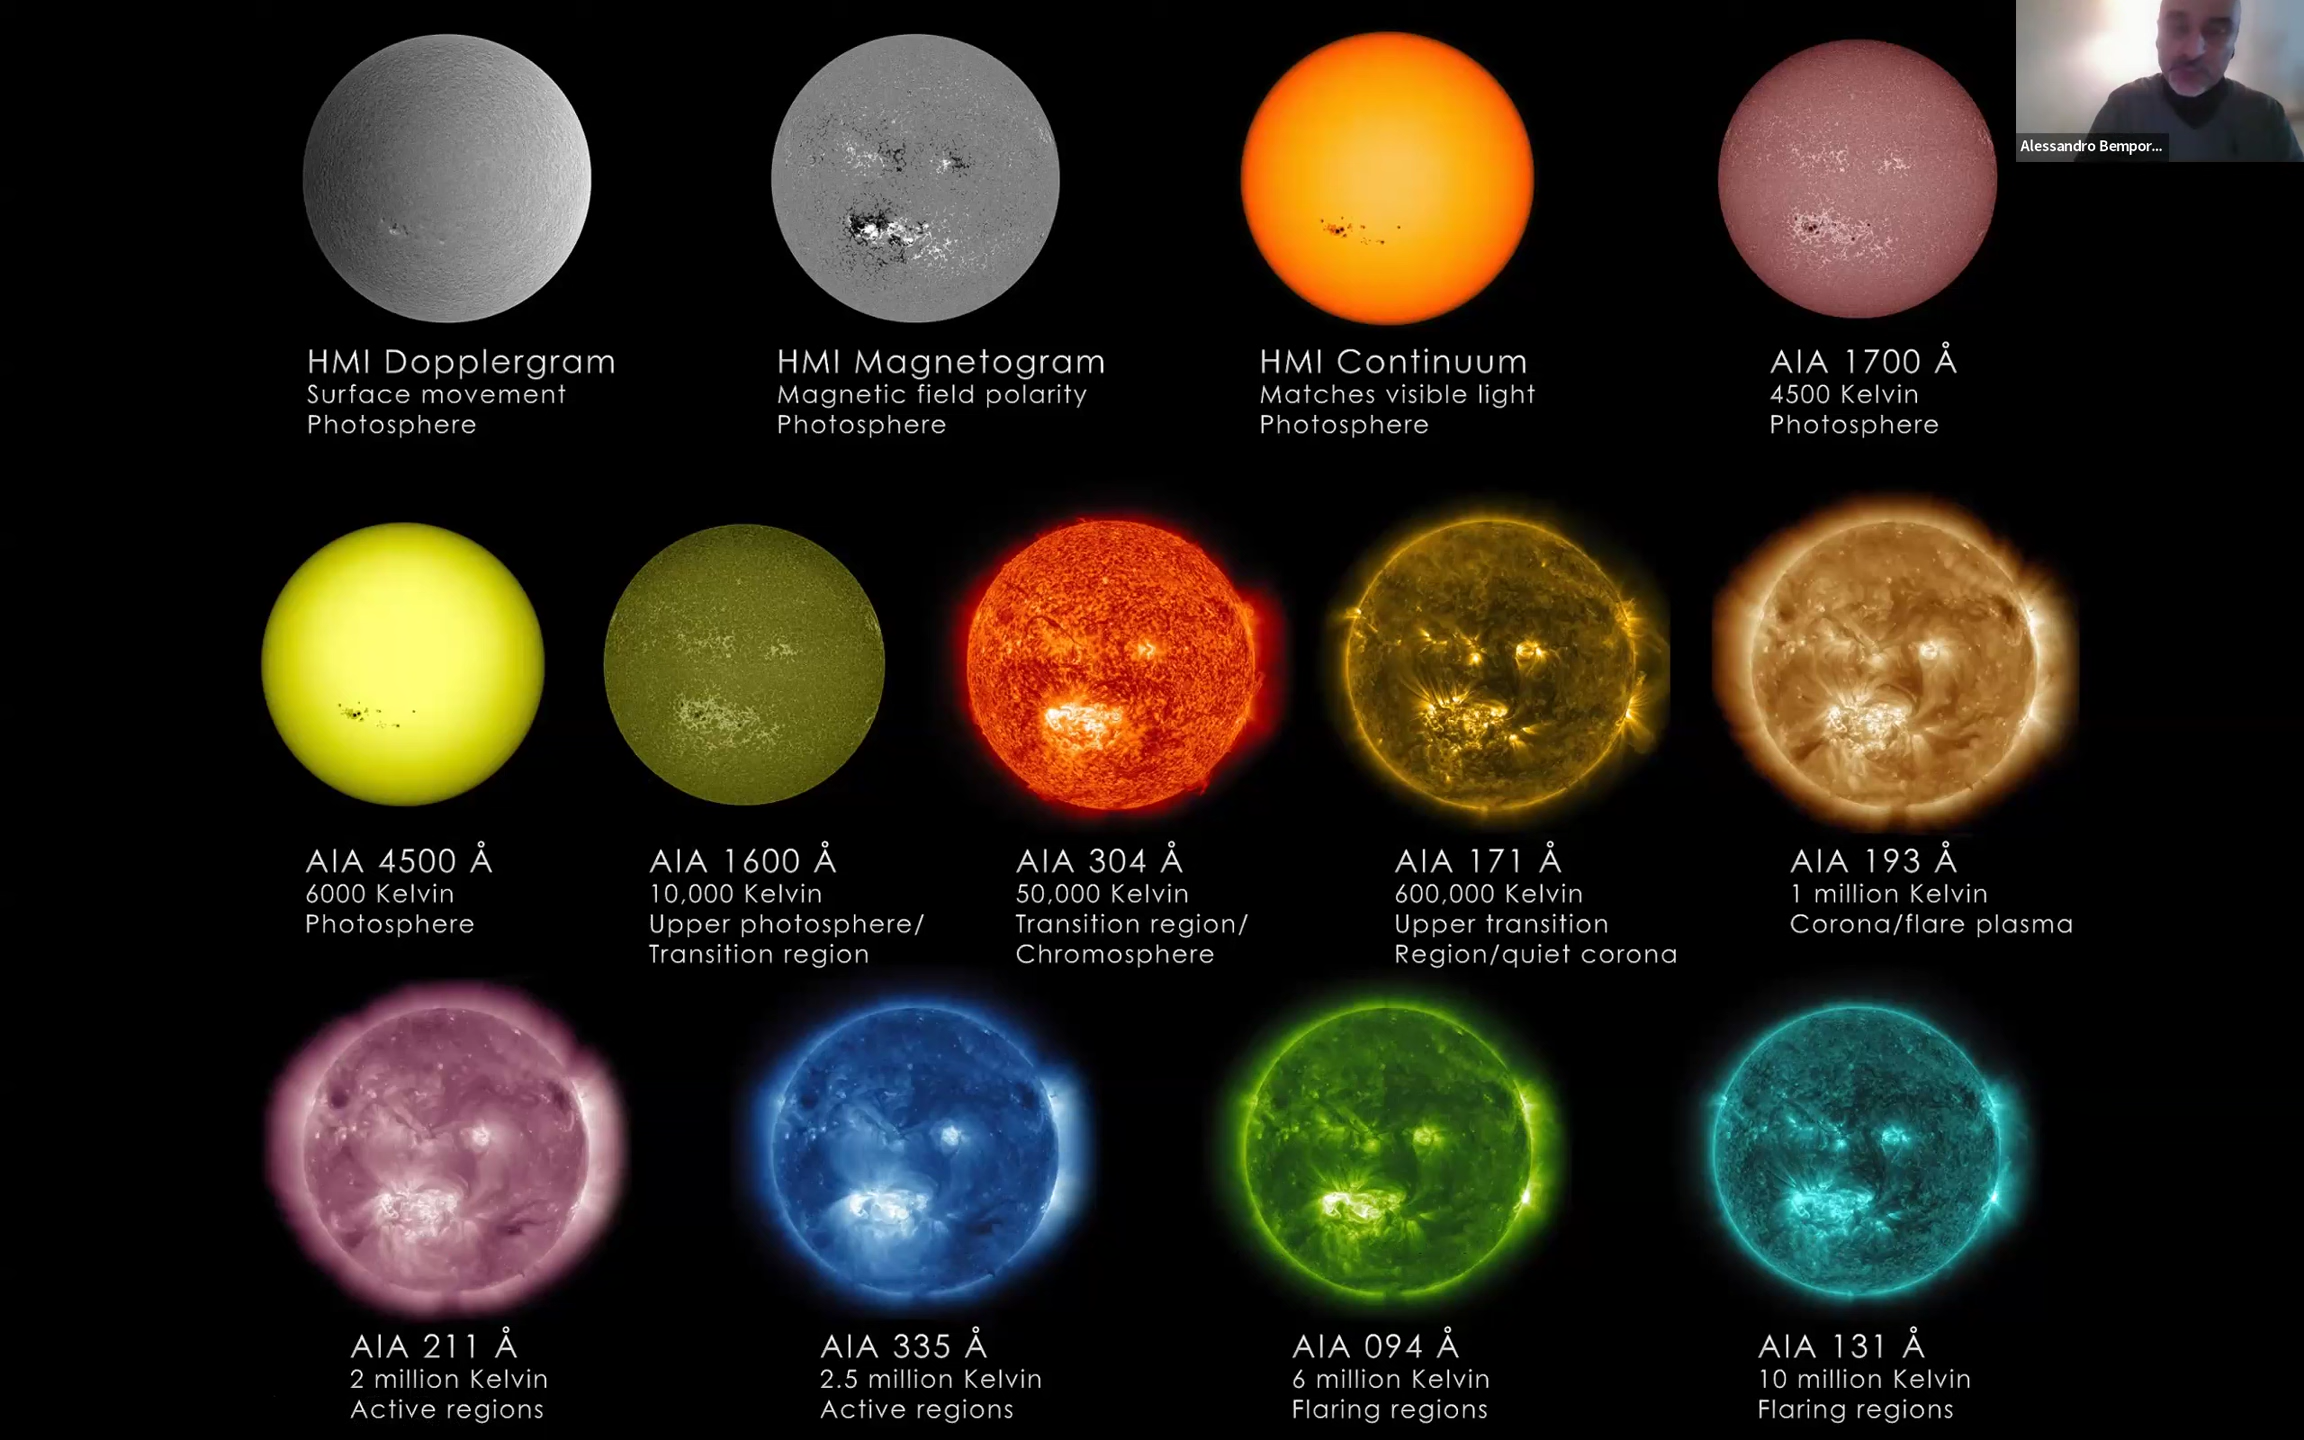 Alessandro Bempor...
HMI Dopplergram
Surface movement
Photosphere
HMI Magnetogram
Magnetic field polarity
Photosphere
HMI Continuum
Matches visible light
Photosphere
AIA 1700 Å
4500 Kelvin
Photosphere
AIA 4500 Å
6000 Kelvin
Photosphere
AIA 1600 Å
10,000 Kelvin
Upper photosphere/
Transition region
AIA 304 Å
50,000 Kelvin
Transition region/
Chromosphere
AIA 171 Å
600,000 Kelvin
Upper transition
Region/quiet corona
AIA 193 Å
1 million Kelvin
Corona/flare plasma
AIA 211 Å
2 million Kelvin
Active regions
AIA 335 Å
2.5 million Kelvin
Active regions
AIA 094 Å
6 million Kelvin
Flaring regions
AIA 131 Å
10 million Kelvin
Flaring regions